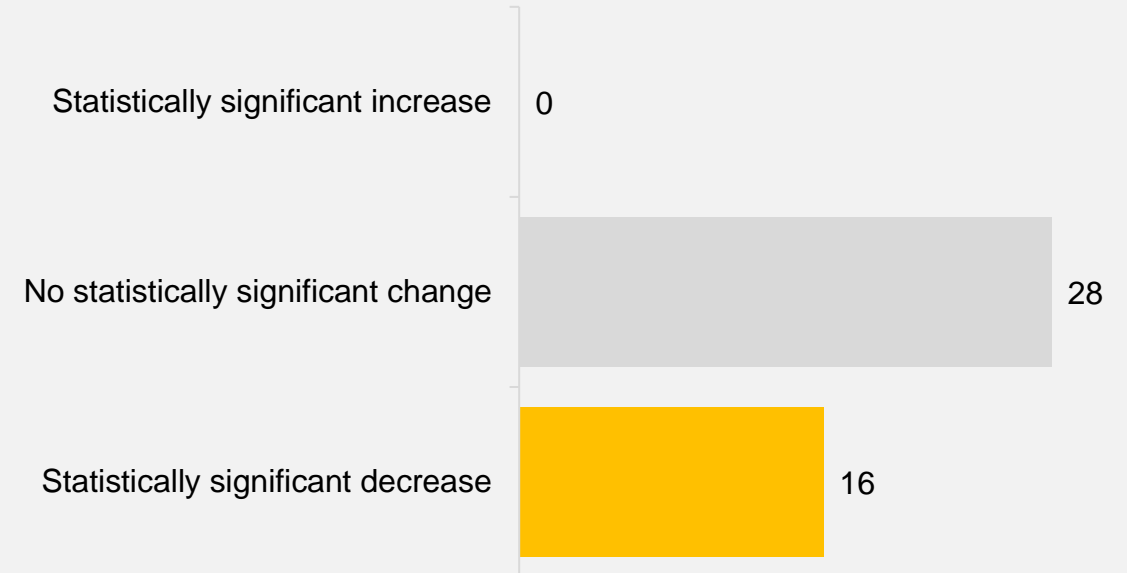 Statistically significant increase 0
No statistically significant change 28
Statistically significant decrease 16